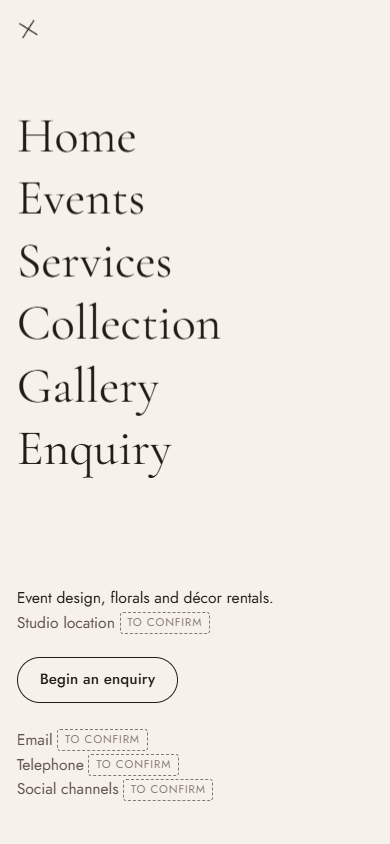 Home
Events
Services
Collection
Gallery
Enquiry
Event design, florals and décor rentals.
Studio location TO CONFIRM
Begin an enquiry
Email TO CONFIRM
Telephone TO CONFIRM
Social channels TO CONFIRM